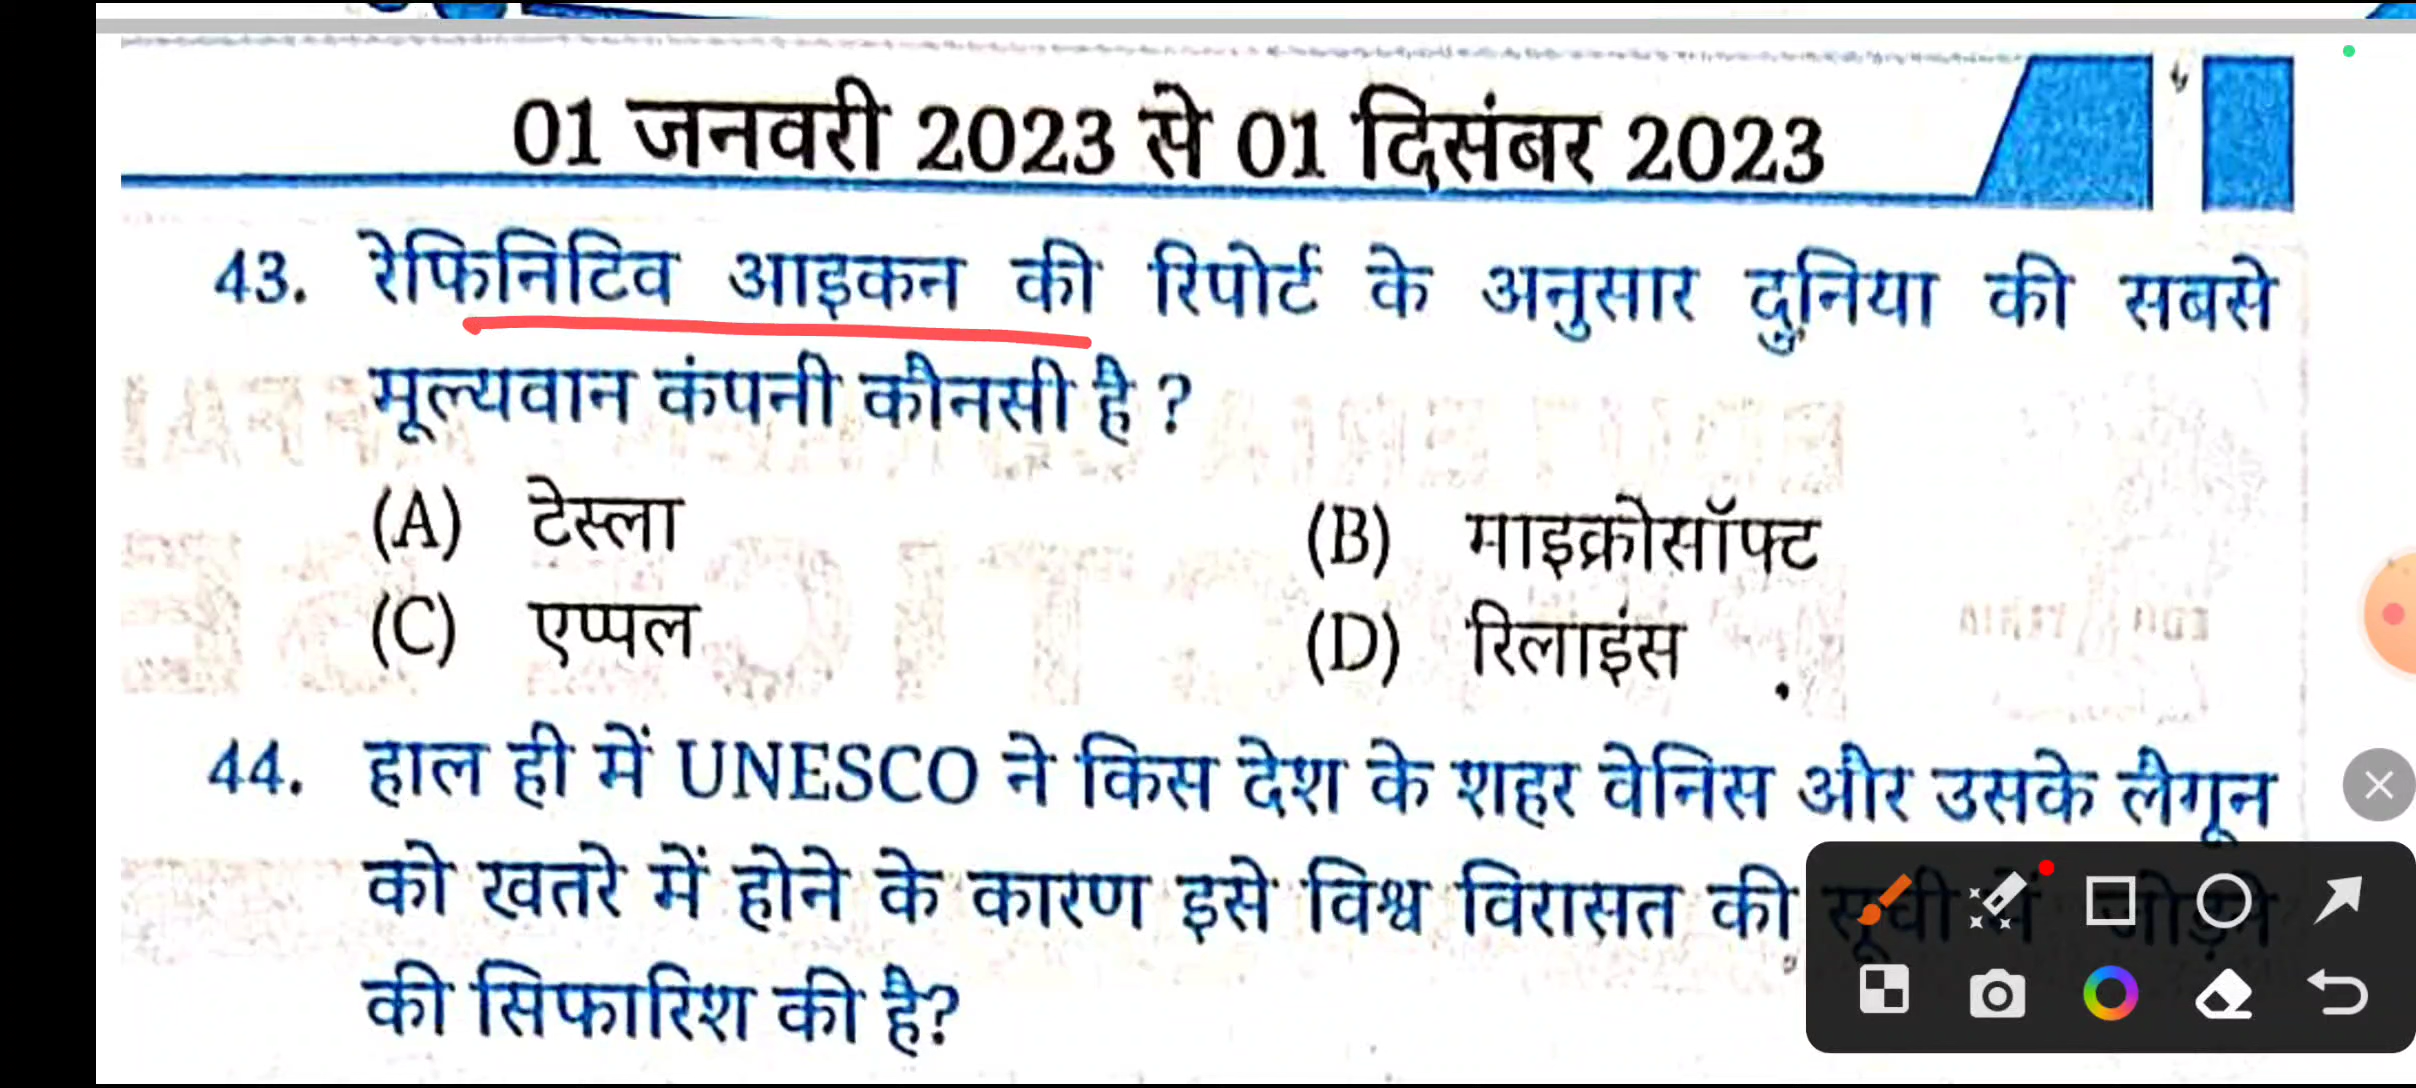 01 जनवरी 2023 से 01 दिसंबर 2023
43. रेफिनिटिव आइकन की रिपोर्ट के अनुसार दुनिया की सबसे
मूल्यवान कंपनी कौनसी है ?
(A) टेस्ला (B) माइक्रोसॉफ्ट
(C) एप्पल (D) रिलाइंस
44. हाल ही में UNESCO ने किस देश के शहर वेनिस और उसके लैगून
को खतरे में होने के कारण इसे विश्व विरासत की सूची में जोड़ने
की सिफारिश की है?